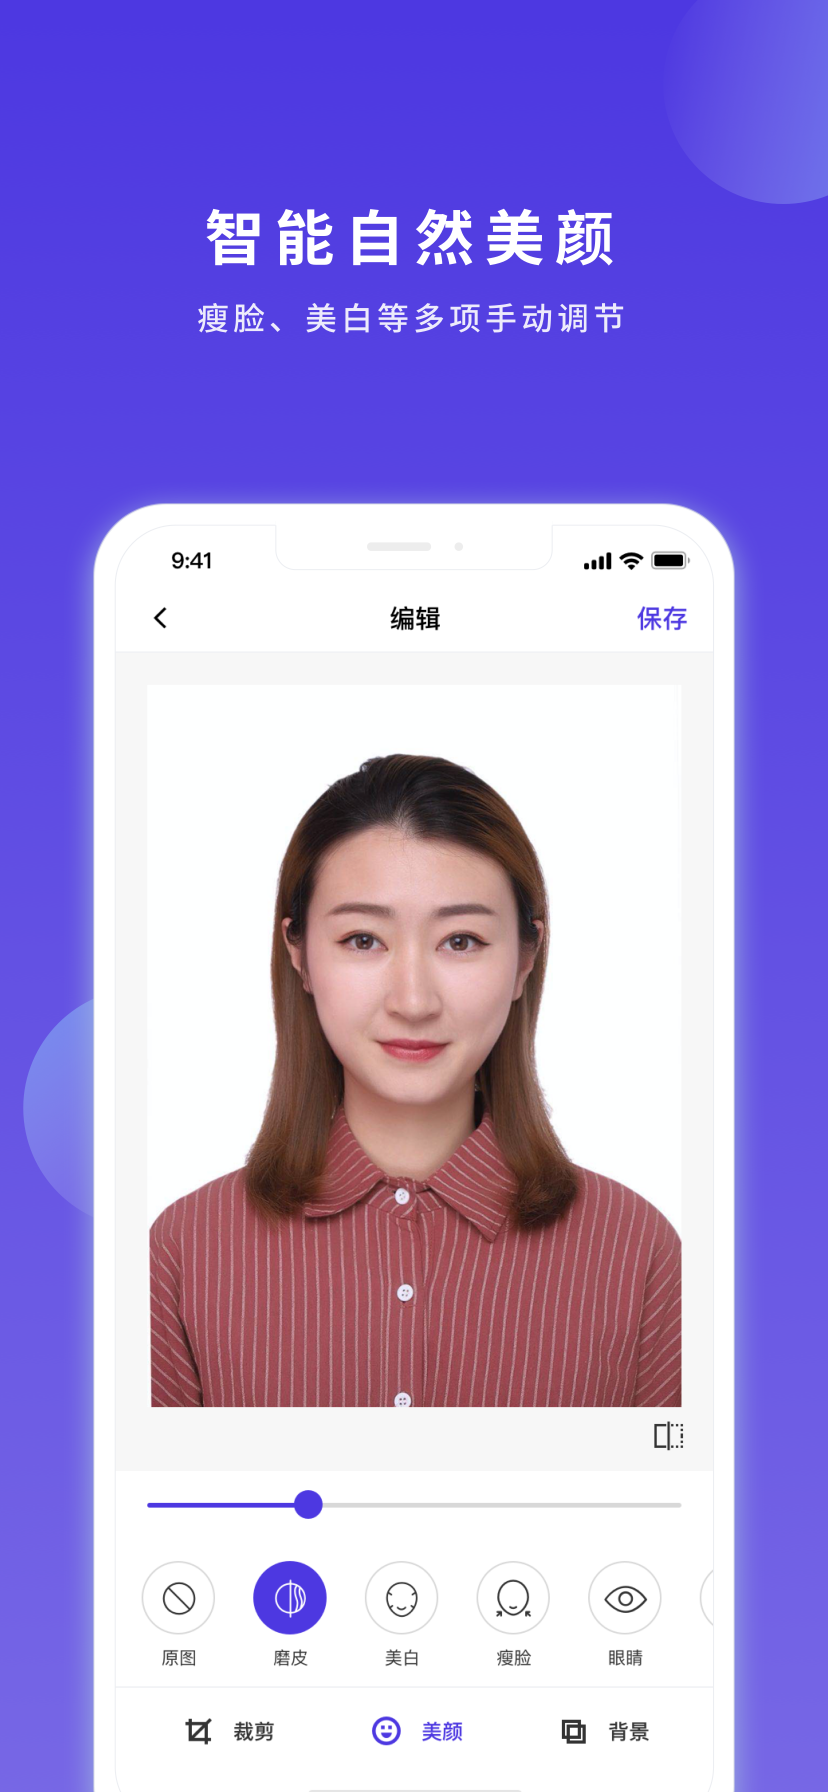 智能自然美颜
瘦脸、美白等多项手动调节
9:41
编辑 保存
原图 磨皮 美白 瘦脸 眼睛
裁剪 美颜 背景